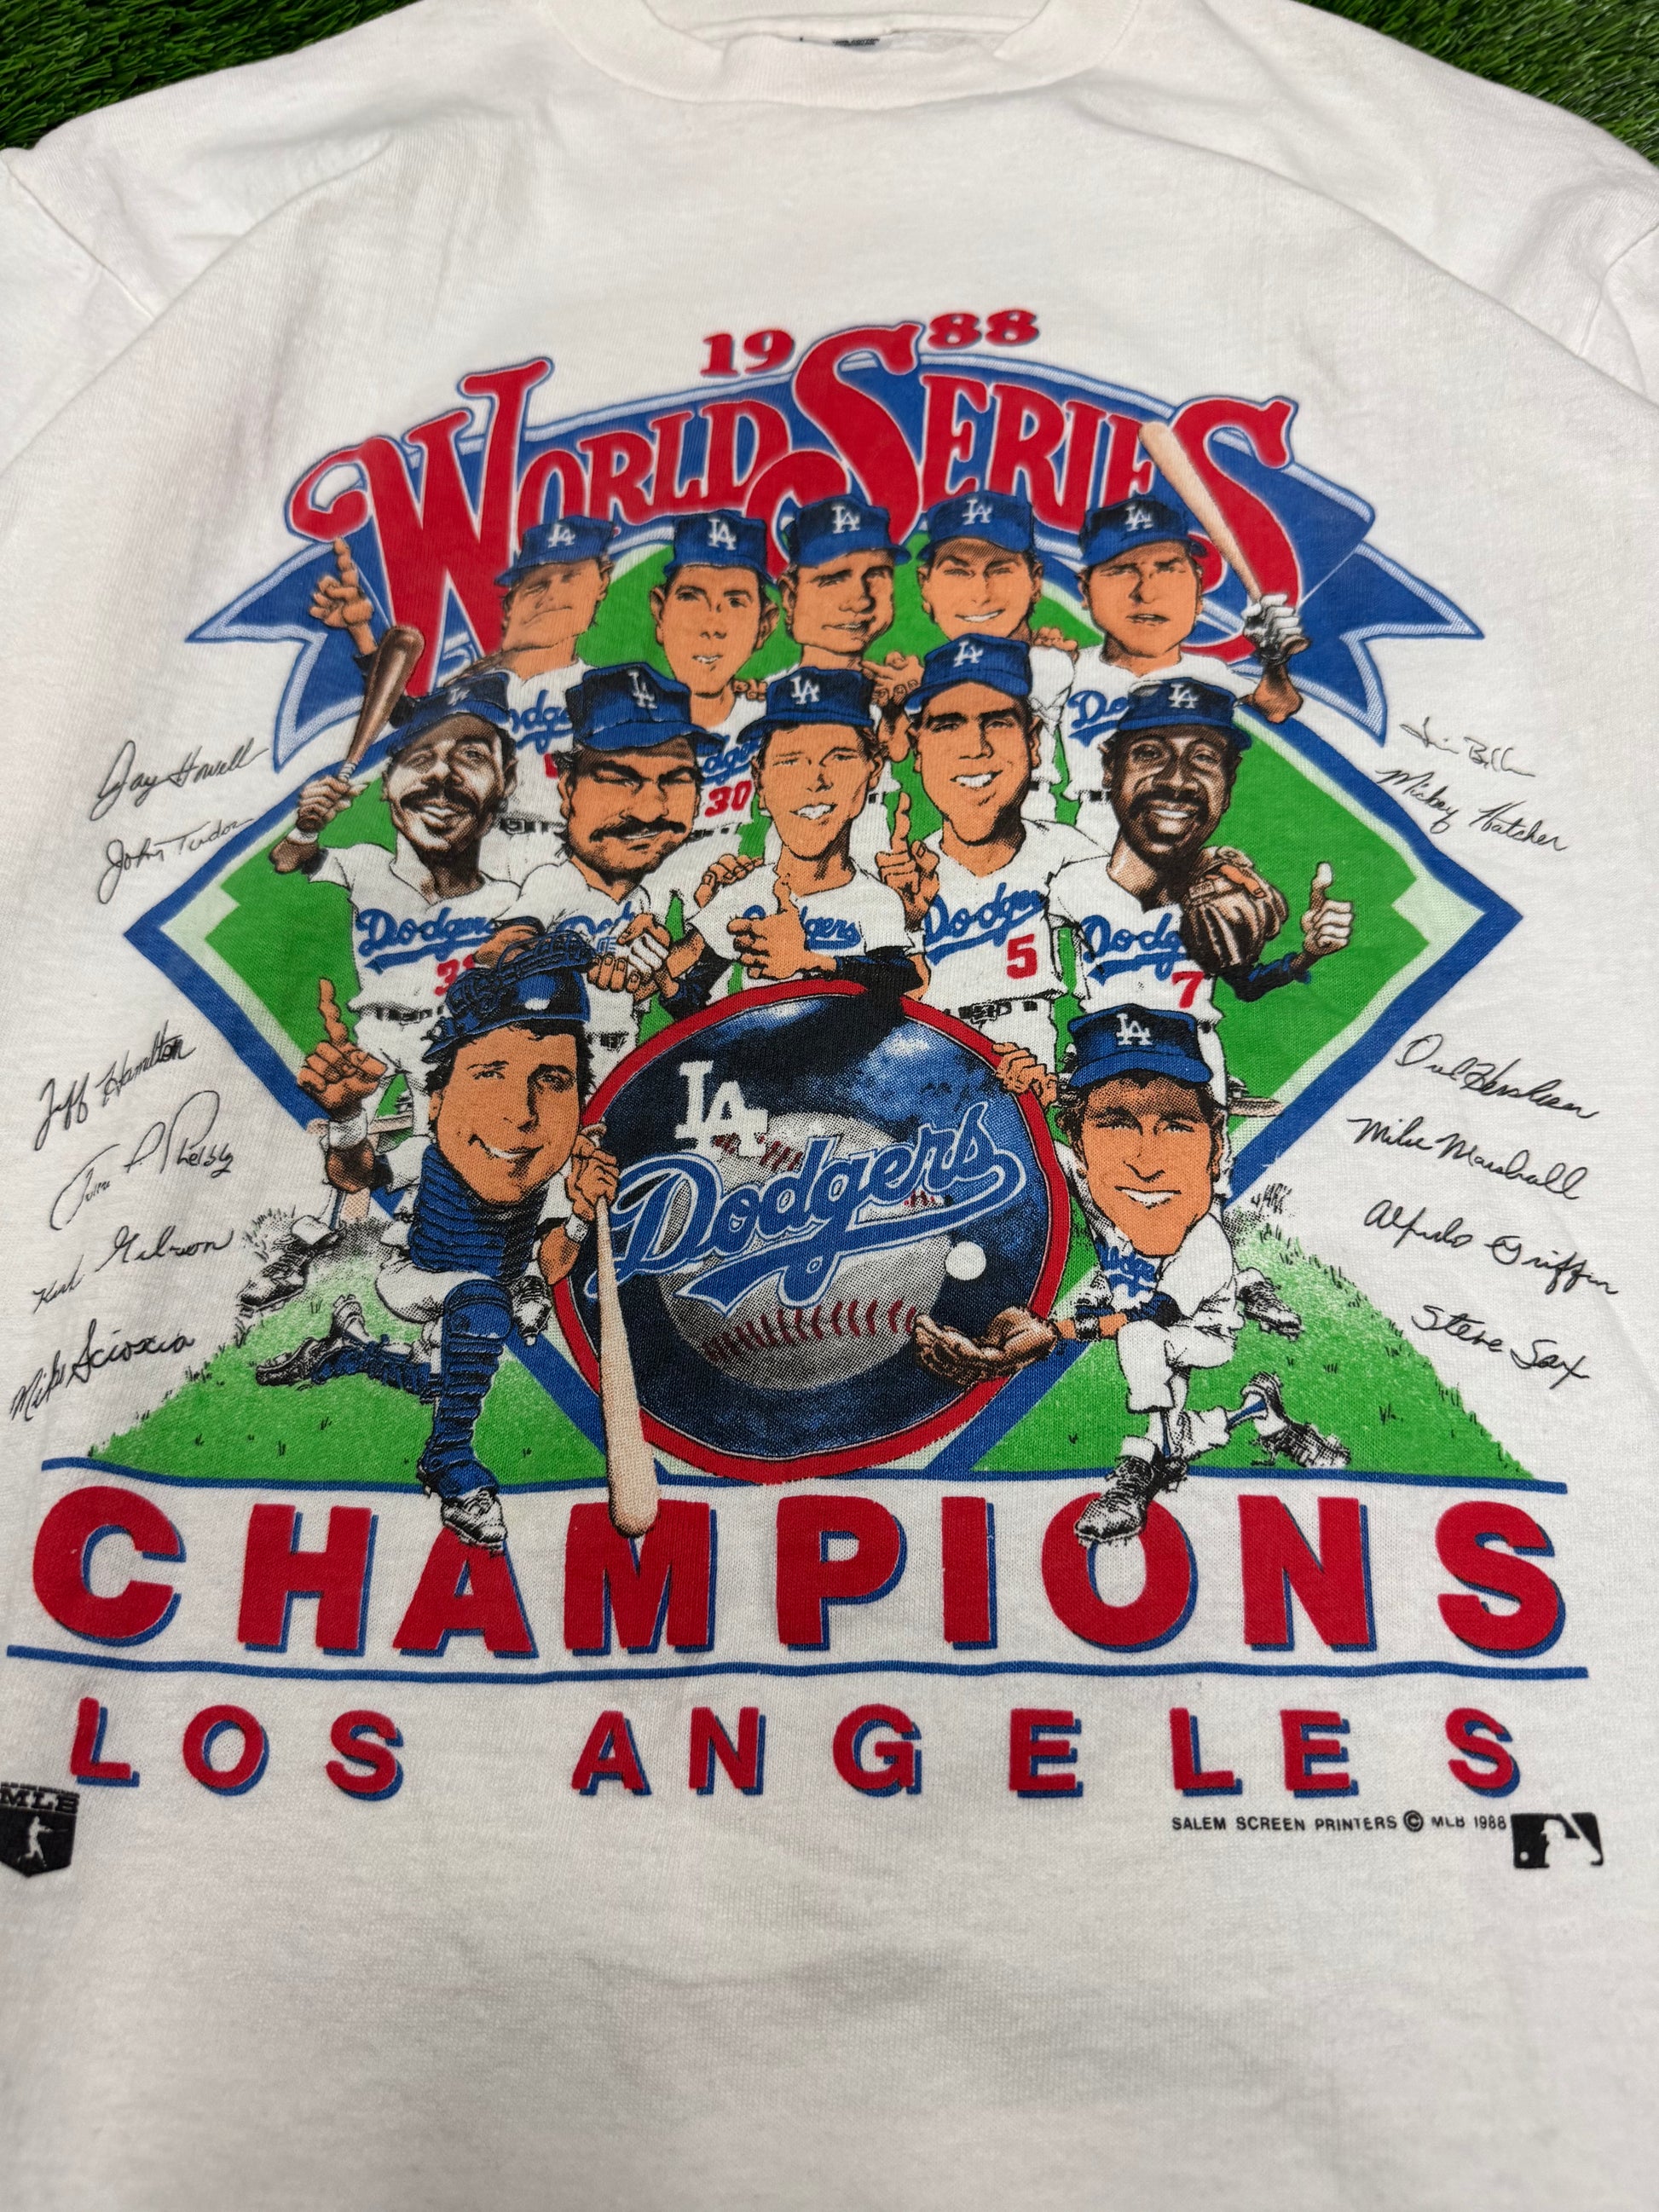 1988
WORLD SERIES
Jay Howell
John Tudor
Mickey Hatcher
Dodgers
30
Dodgers
Dodgers
5
7
LA
Dodgers
Jeff Hamilton
Kirk Gibson
Mike Scioscia
Orel Hershiser
Mike Marshall
Alfredo Griffin
Steve Sax
CHAMPIONS
LOS ANGELES
MLB
SALEM SCREEN PRINTERS © MLB 1988